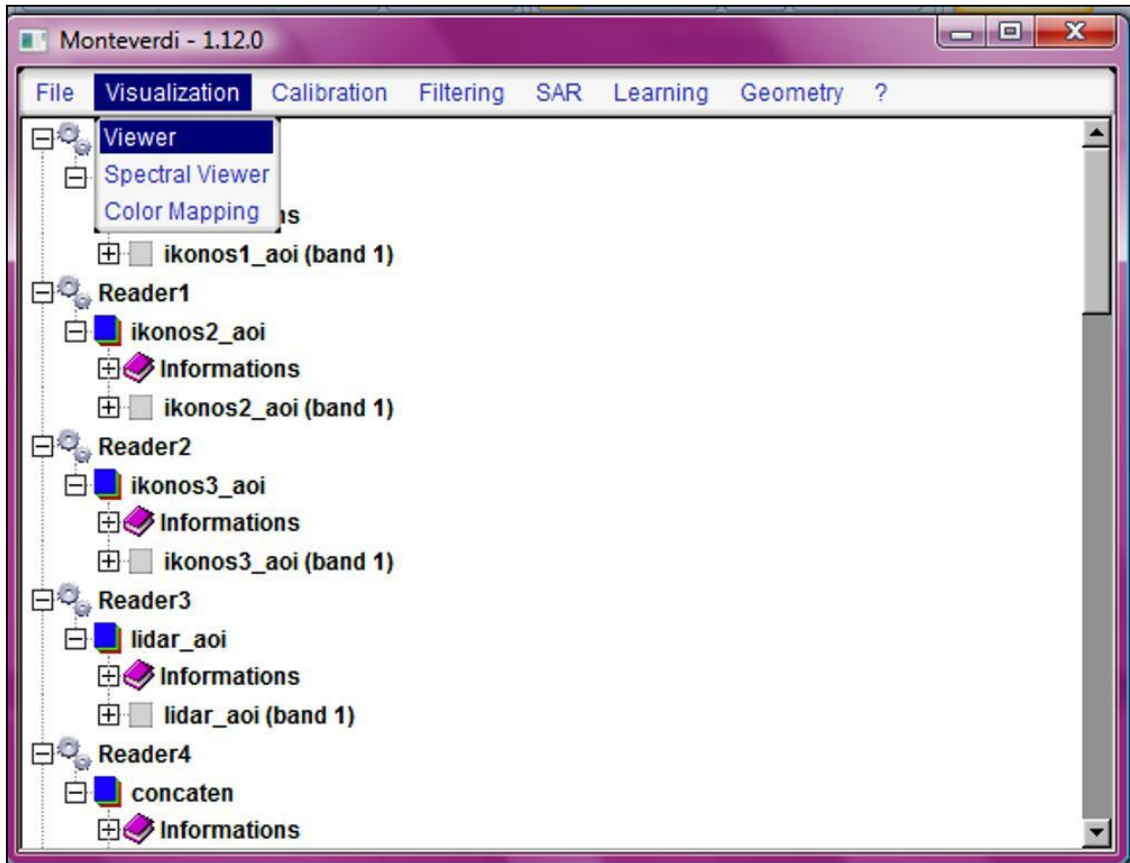 Monteverdi - 1.12.0
File Visualization Calibration Filtering SAR Learning Geometry ?
Viewer
Spectral Viewer
Color Mapping
ns
ikonos1_aoi (band 1)
Reader1
ikonos2_aoi
Informations
ikonos2_aoi (band 1)
Reader2
ikonos3_aoi
Informations
ikonos3_aoi (band 1)
Reader3
lidar_aoi
Informations
lidar_aoi (band 1)
Reader4
concaten
Informations